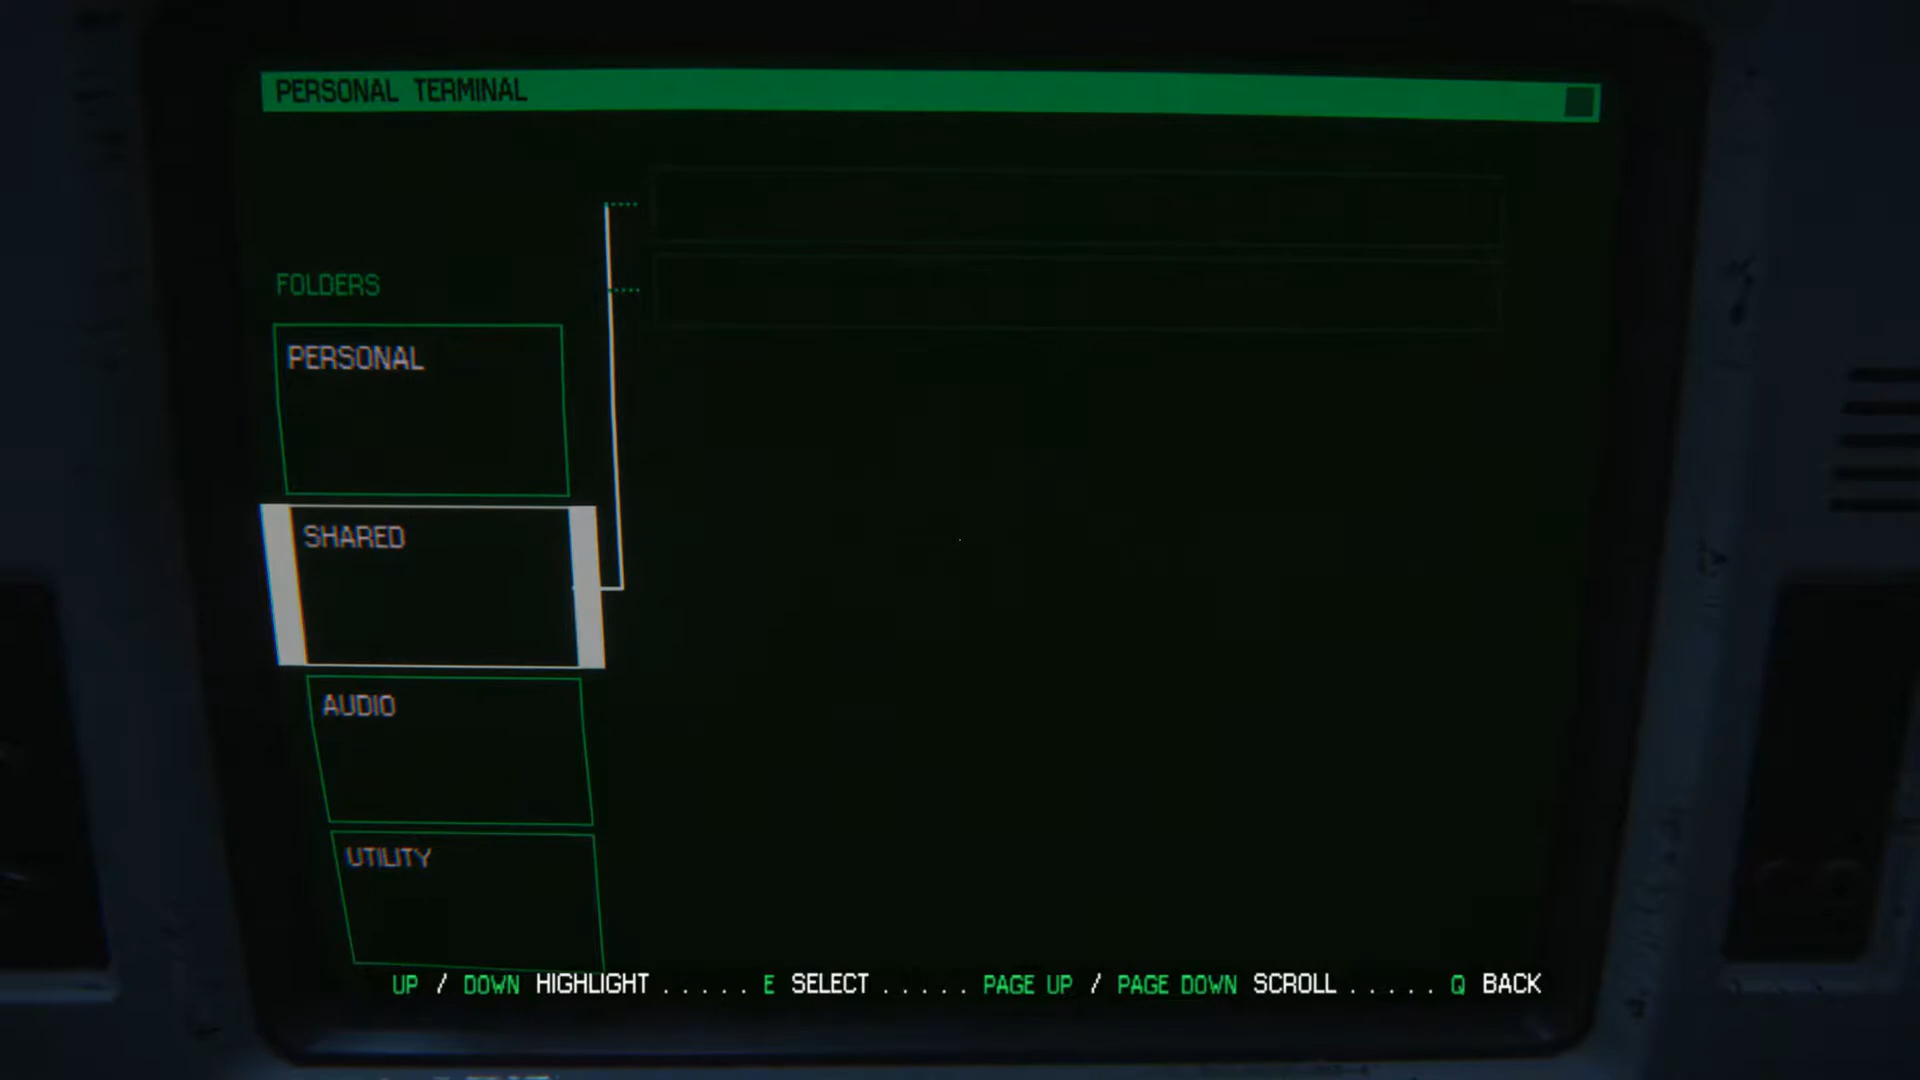 PERSONAL TERMINAL
FOLDERS
PERSONAL
SHARED
AUDIO
UTILITY
UP / DOWN HIGHLIGHT ..... E SELECT ..... PAGE UP / PAGE DOWN SCROLL ..... Q BACK